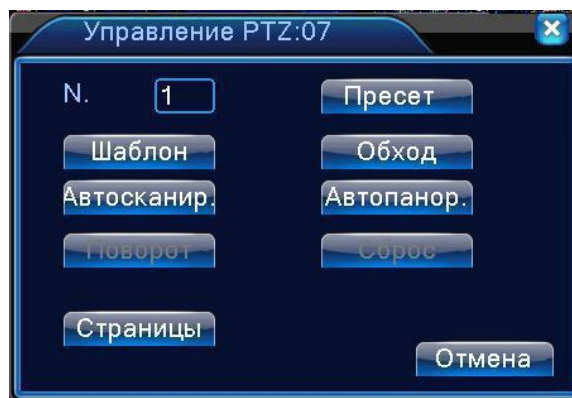 Управление PTZ:07
N. 1 Пресет
Шаблон Обход
Автосканир. Автопанор.
Поворот Сброс
Страницы
Отмена